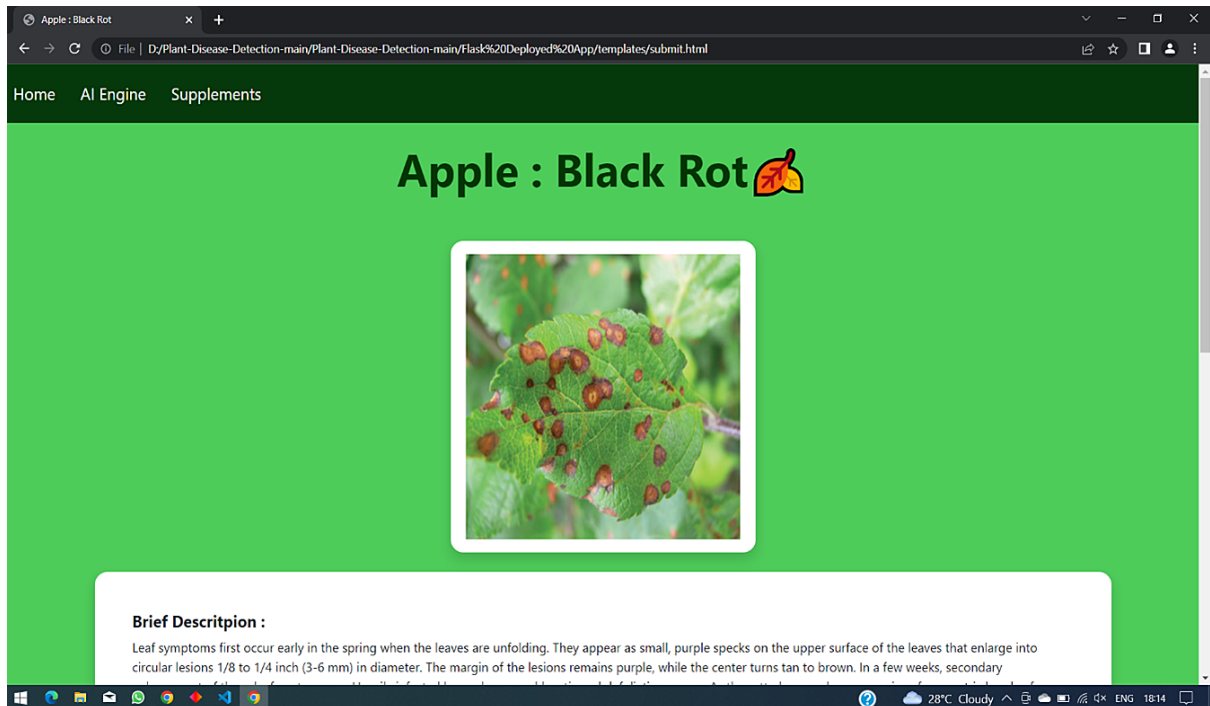 Apple : Black Rot
File | D:/Plant-Disease-Detection-main/Plant-Disease-Detection-main/Flask%20Deployed%20App/templates/submit.html
Home AI Engine Supplements
Apple : Black Rot
Brief Descritpion :
Leaf symptoms first occur early in the spring when the leaves are unfolding. They appear as small, purple specks on the upper surface of the leaves that enlarge into
circular lesions 1/8 to 1/4 inch (3-6 mm) in diameter. The margin of the lesions remains purple, while the center turns tan to brown. In a few weeks, secondary
28°C Cloudy ENG 18:14